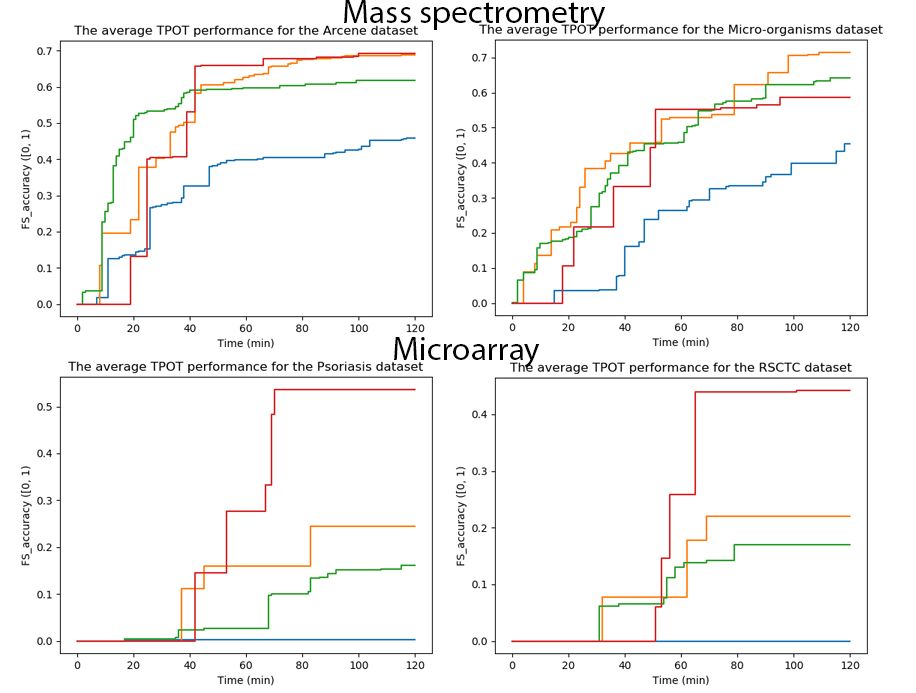 Mass spectrometry
The average TPOT performance for the Arcene dataset
FS_accuracy ([0, 1)
0.7
0.6
0.5
0.4
0.3
0.2
0.1
0.0
0 20 40 60 80 100 120
Time (min)
The average TPOT performance for the Micro-organisms dataset
FS_accuracy ([0, 1)
0.7
0.6
0.5
0.4
0.3
0.2
0.1
0.0
0 20 40 60 80 100 120
Time (min)
Microarray
The average TPOT performance for the Psoriasis dataset
FS_accuracy ([0, 1)
0.5
0.4
0.3
0.2
0.1
0.0
0 20 40 60 80 100 120
Time (min)
The average TPOT performance for the RSCTC dataset
FS_accuracy ([0, 1)
0.4
0.3
0.2
0.1
0.0
0 20 40 60 80 100 120
Time (min)